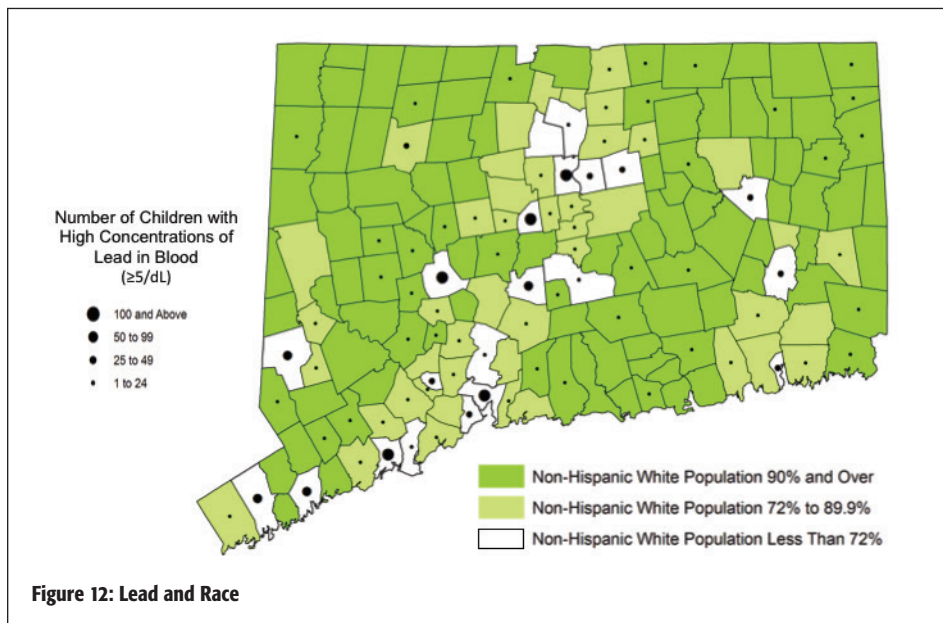 Number of Children with
High Concentrations of
Lead in Blood
(≥5/dL)
100 and Above
50 to 99
25 to 49
1 to 24
Non-Hispanic White Population 90% and Over
Non-Hispanic White Population 72% to 89.9%
Non-Hispanic White Population Less Than 72%
Figure 12: Lead and Race